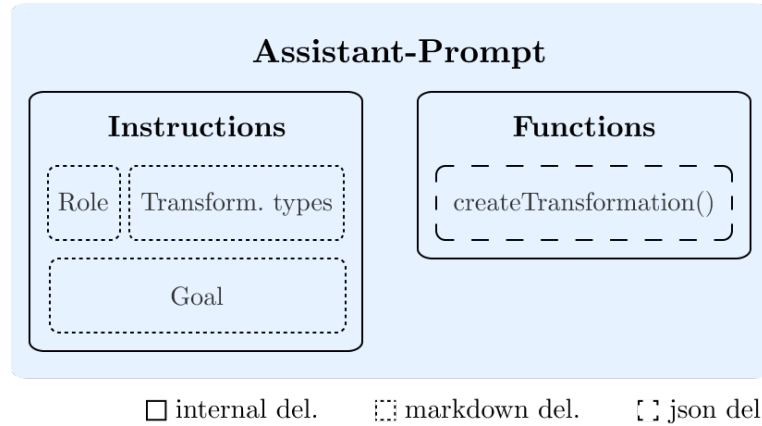 Assistant-Prompt
Instructions
Role
Transform. types
Goal
Functions
createTransformation()
internal del.
markdown del.
json del